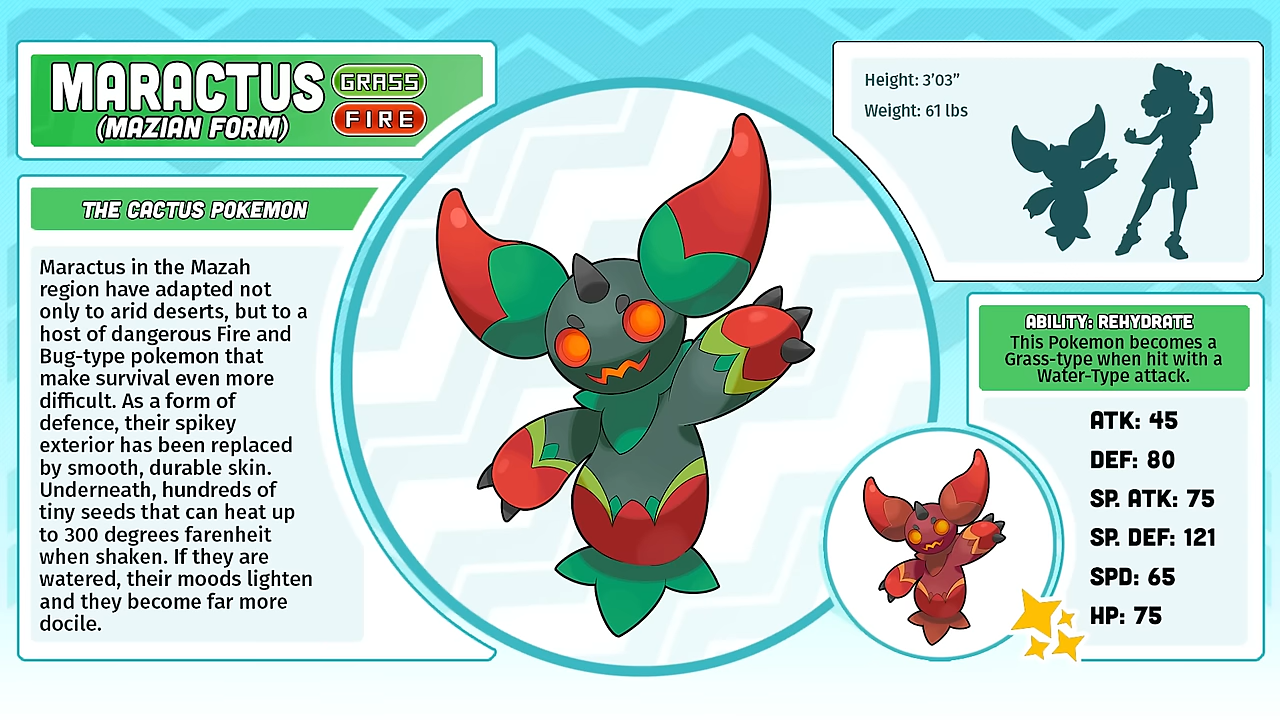 MARACTUS
(MAZIAN FORM)
GRASS
FIRE
THE CACTUS POKEMON
Maractus in the Mazah
region have adapted not
only to arid deserts, but to a
host of dangerous Fire and
Bug-type pokemon that
make survival even more
difficult. As a form of
defence, their spikey
exterior has been replaced
by smooth, durable skin.
Underneath, hundreds of
tiny seeds that can heat up
to 300 degrees farenheit
when shaken. If they are
watered, their moods lighten
and they become far more
docile.
Height: 3’03”
Weight: 61 lbs
ABILITY: REHYDRATE
This Pokemon becomes a
Grass-type when hit with a
Water-Type attack.
ATK: 45
DEF: 80
SP. ATK: 75
SP. DEF: 121
SPD: 65
HP: 75